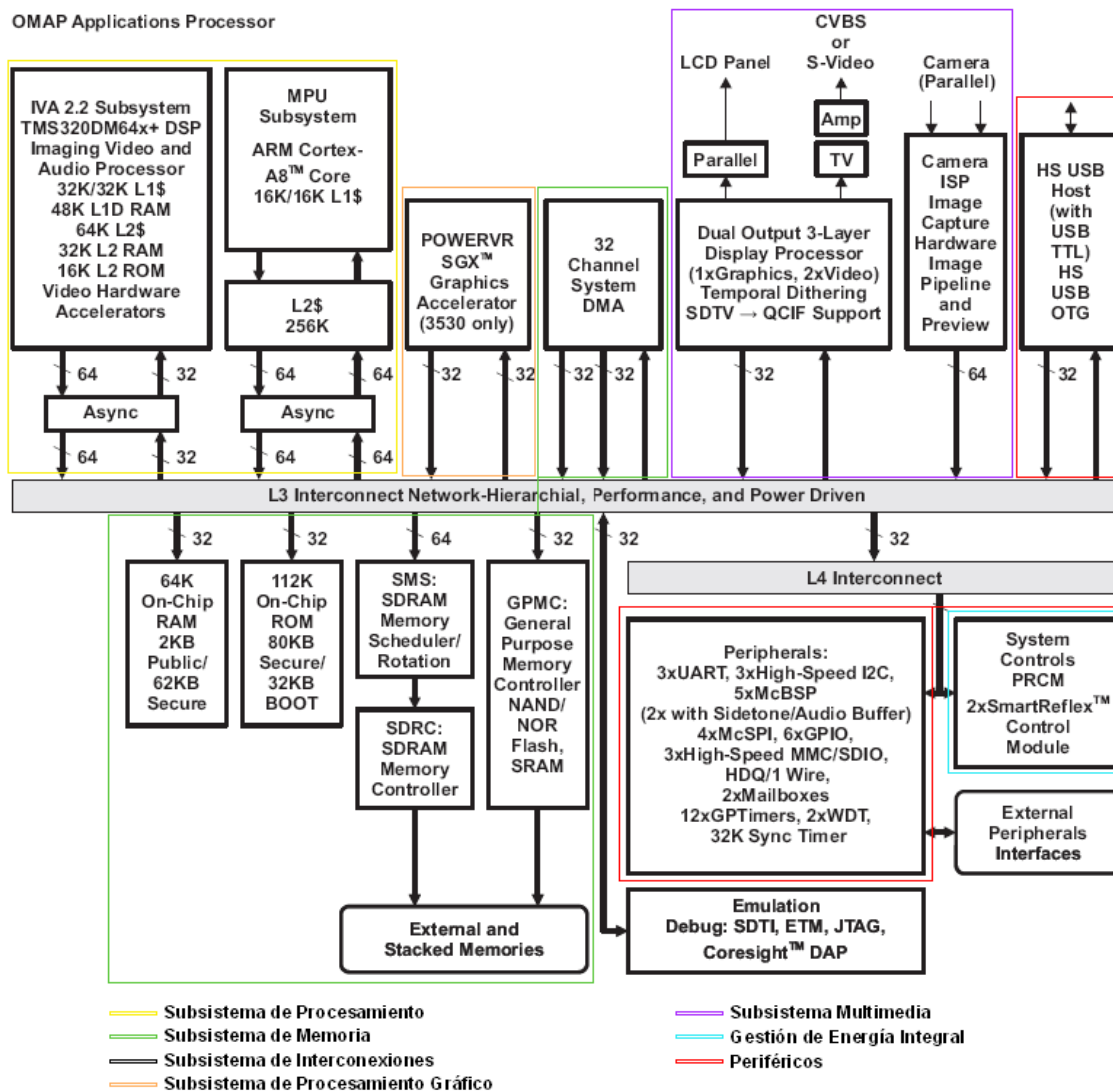 OMAP Applications Processor
IVA 2.2 Subsystem
TMS320DM64x+ DSP
Imaging Video and
Audio Processor
32K/32K L1$
48K L1D RAM
64K L2$
32K L2 RAM
16K L2 ROM
Video Hardware
Accelerators
MPU
Subsystem
ARM Cortex-
A8™ Core
16K/16K L1$
L2$
256K
POWERVR
SGX™
Graphics
Accelerator
(3530 only)
32
Channel
System
DMA
LCD Panel
CVBS
or
S-Video
Amp
Parallel
TV
Dual Output 3-Layer
Display Processor
(1xGraphics, 2xVideo)
Temporal Dithering
SDTV → QCIF Support
Camera
(Parallel)
Camera
ISP
Image
Capture
Hardware
Image
Pipeline
and
Preview
HS USB
Host
(with
USB
TTL)
HS
USB
OTG
64
32
64
64
32
32
32
32
32
64
32
Async
Async
64
32
64
64
L3 Interconnect Network-Hierarchial, Performance, and Power Driven
32
32
64
32
32
32
64K
On-Chip
RAM
2KB
Public/
62KB
Secure
112K
On-Chip
ROM
80KB
Secure/
32KB
BOOT
SMS:
SDRAM
Memory
Scheduler/
Rotation
SDRC:
SDRAM
Memory
Controller
GPMC:
General
Purpose
Memory
Controller
NAND/
NOR
Flash,
SRAM
External and
Stacked Memories
L4 Interconnect
Peripherals:
3xUART, 3xHigh-Speed I2C,
5xMcBSP
(2x with Sidetone/Audio Buffer)
4xMcSPI, 6xGPIO,
3xHigh-Speed MMC/SDIO,
HDQ/1 Wire,
2xMailboxes
12xGPTimers, 2xWDT,
32K Sync Timer
System
Controls
PRCM
2xSmartReflex™
Control
Module
External
Peripherals
Interfaces
Emulation
Debug: SDTI, ETM, JTAG,
Coresight™ DAP
Subsistema de Procesamiento
Subsistema de Memoria
Subsistema de Interconexiones
Subsistema de Procesamiento Gráfico
Subsistema Multimedia
Gestión de Energía Integral
Periféricos